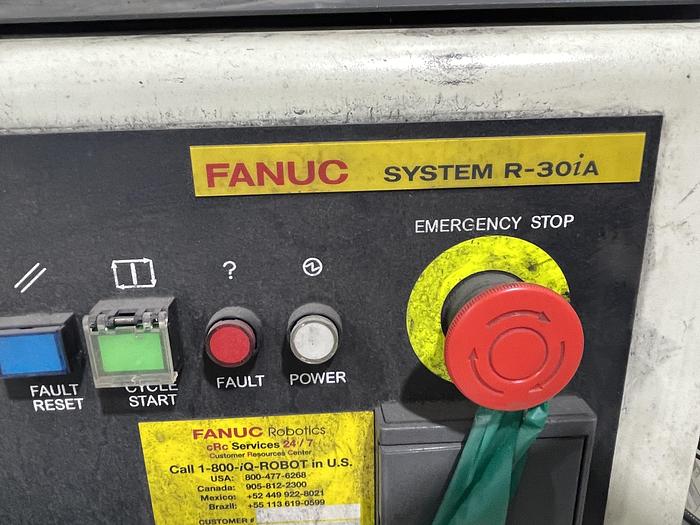 FANUC SYSTEM R-30iA
EMERGENCY STOP
?
FAULT RESET
CYCLE START
FAULT
POWER
FANUC Robotics
cRc Services 24/7
Customer Resources Center
Call 1-800-iQ-ROBOT in U.S.
USA: 800-477-6268
Canada: 905-812-2300
Mexico: +52 449 922-8021
Brazil: +55 113 619-0599
CUSTOMER #